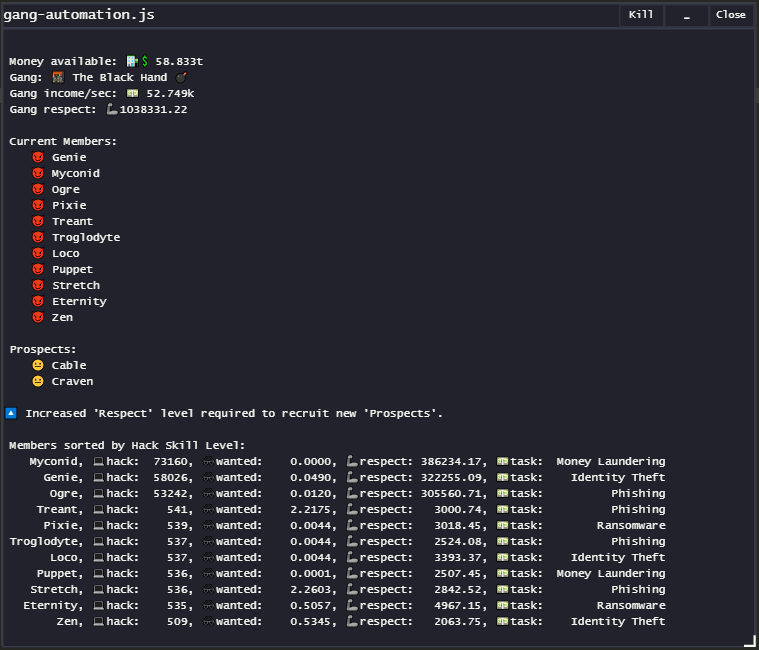 gang-automation.js Kill _ Close
Money available: 💲 58.833t
Gang: The Black Hand 💣
Gang income/sec: 💵 52.749k
Gang respect: 🦾1038331.22
Current Members:
😈 Genie
😈 Myconid
😈 Ogre
😈 Pixie
😈 Treant
😈 Troglodyte
😈 Loco
😈 Puppet
😈 Stretch
😈 Eternity
😈 Zen
Prospects:
😐 Cable
😐 Craven
🔼 Increased 'Respect' level required to recruit new 'Prospects'.
Members sorted by Hack Skill Level:
Myconid, 💻hack: 73160, wanted: 0.0000, 🦾respect: 386234.17, 💵task: Money Laundering
Genie, 💻hack: 58026, wanted: 0.0490, 🦾respect: 322255.09, 💵task: Identity Theft
Ogre, 💻hack: 53242, wanted: 0.0120, 🦾respect: 305560.71, 💵task: Phishing
Treant, 💻hack: 541, wanted: 2.2175, 🦾respect: 3000.74, 💵task: Phishing
Pixie, 💻hack: 539, wanted: 0.0044, 🦾respect: 3018.45, 💵task: Ransomware
Troglodyte, 💻hack: 537, wanted: 0.0044, 🦾respect: 2524.08, 💵task: Phishing
Loco, 💻hack: 537, wanted: 0.0044, 🦾respect: 3393.37, 💵task: Identity Theft
Puppet, 💻hack: 536, wanted: 0.0001, 🦾respect: 2507.45, 💵task: Money Laundering
Stretch, 💻hack: 536, wanted: 2.2603, 🦾respect: 2842.52, 💵task: Phishing
Eternity, 💻hack: 535, wanted: 0.5057, 🦾respect: 4967.15, 💵task: Ransomware
Zen, 💻hack: 509, wanted: 0.5345, 🦾respect: 2063.75, 💵task: Identity Theft